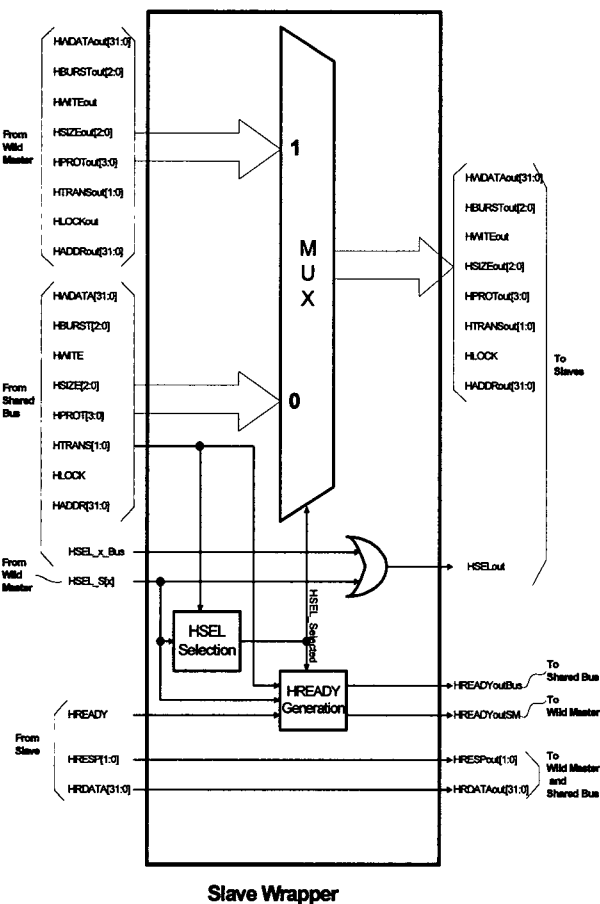 From
Wild
Master
HWDATAout[31:0]
HBURSTout[2:0]
HWITEout
HSIZEout[2:0]
HPROTout[3:0]
HTRANSout[1:0]
HLOCKout
HADDRout[31:0]
From
Shared
Bus
HWDATA[31:0]
HBURST[2:0]
HWITE
HSIZE[2:0]
HPROT[3:0]
HTRANS[1:0]
HLOCK
HADDR[31:0]
HSEL_x_Bus
From
Wild
Master
HSEL_S[x]
From
Slave
HREADY
HRESP[1:0]
HRDATA[31:0]
1
MUX
0
HSEL
Selection
HSEL_Selected
HREADY
Generation
HWDATAout[31:0]
HBURSTout[2:0]
HWITEout
HSIZEout[2:0]
HPROTout[3:0]
HTRANSout[1:0]
HLOCK
HADDRout[31:0]
To
Slaves
HSELout
HREADYoutBus
To
Shared Bus
HREADYoutSM
To
Wild Master
HRESPout[1:0]
HRDATAout[31:0]
To
Wild Master
and
Shared Bus
Slave Wrapper